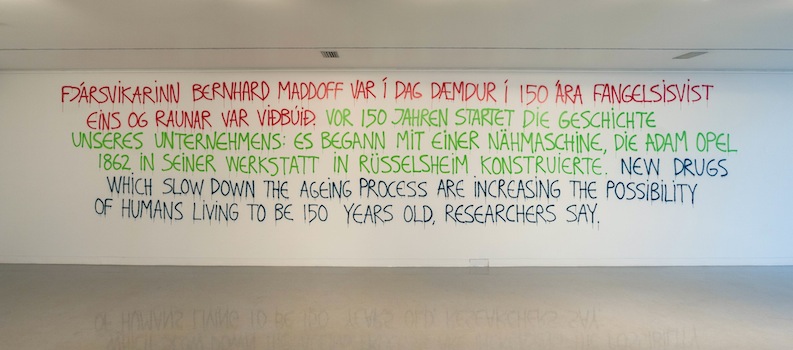 FJÁRSVIKARINN BERNHARD MADDOFF VAR Í DAG DÆMDUR Í 150 ÁRA FANGELSISVIST
EINS OG RAUNAR VAR VIÐBÚIÐ. VOR 150 JAHREN STARTET DIE GESCHICHTE
UNSERES UNTERNEHMENS: ES BEGANN MIT EINER NÄHMASCHINE, DIE ADAM OPEL
1862 IN SEINER WERKSTATT IN RÜSSELSHEIM KONSTRUIERTE. NEW DRUGS
WHICH SLOW DOWN THE AGEING PROCESS ARE INCREASING THE POSSIBILITY
OF HUMANS LIVING TO BE 150 YEARS OLD, RESEARCHERS SAY.